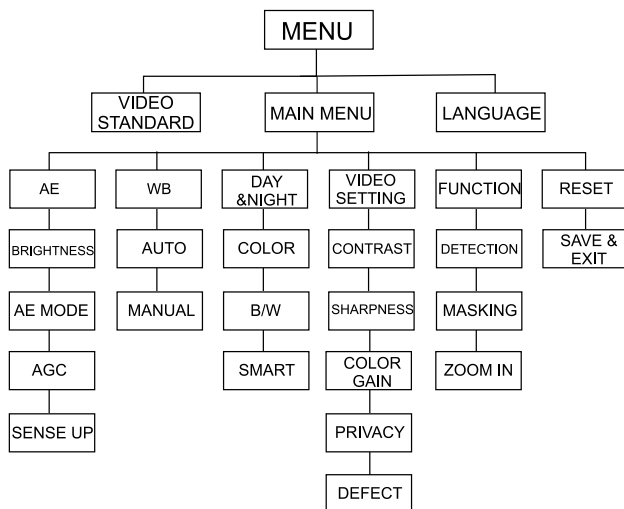 MENU
VIDEO
STANDARD
MAIN MENU
LANGUAGE
AE
WB
DAY
&NIGHT
VIDEO
SETTING
FUNCTION
RESET
BRIGHTNESS
AUTO
COLOR
CONTRAST
DETECTION
SAVE &
EXIT
AE MODE
MANUAL
B/W
SHARPNESS
MASKING
AGC
SMART
COLOR
GAIN
ZOOM IN
SENSE UP
PRIVACY
DEFECT